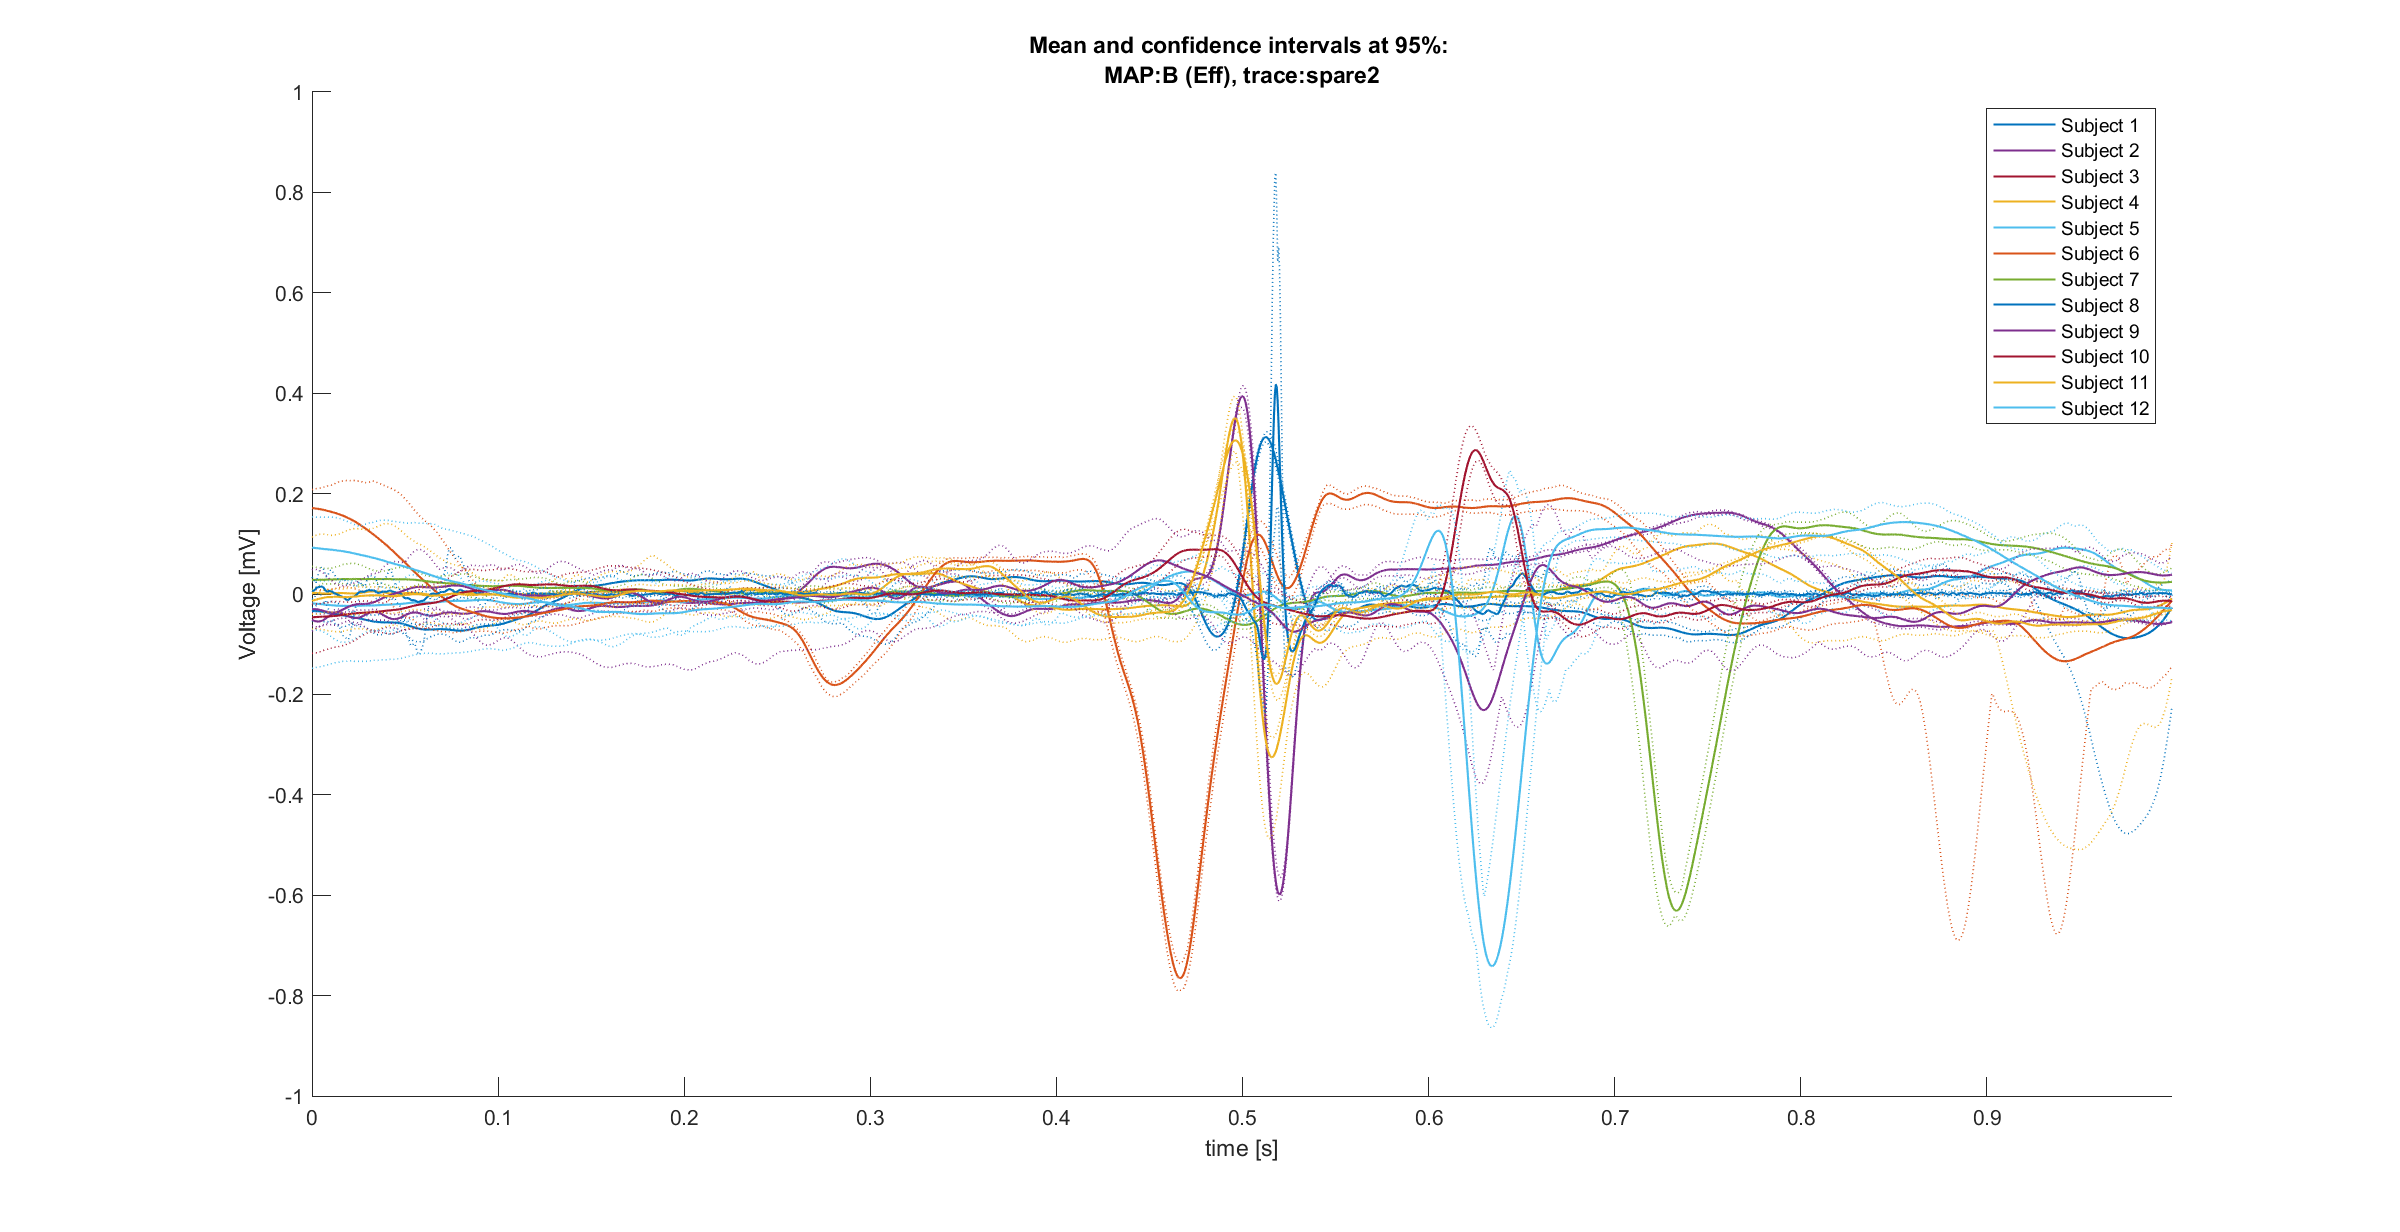 Mean and confidence intervals at 95%:
MAP:B (Eff), trace:spare2
Voltage [mV]
1
0.8
0.6
0.4
0.2
0
-0.2
-0.4
-0.6
-0.8
-1
0
0.1
0.2
0.3
0.4
0.5
0.6
0.7
0.8
0.9
time [s]
Subject 1
Subject 2
Subject 3
Subject 4
Subject 5
Subject 6
Subject 7
Subject 8
Subject 9
Subject 10
Subject 11
Subject 12